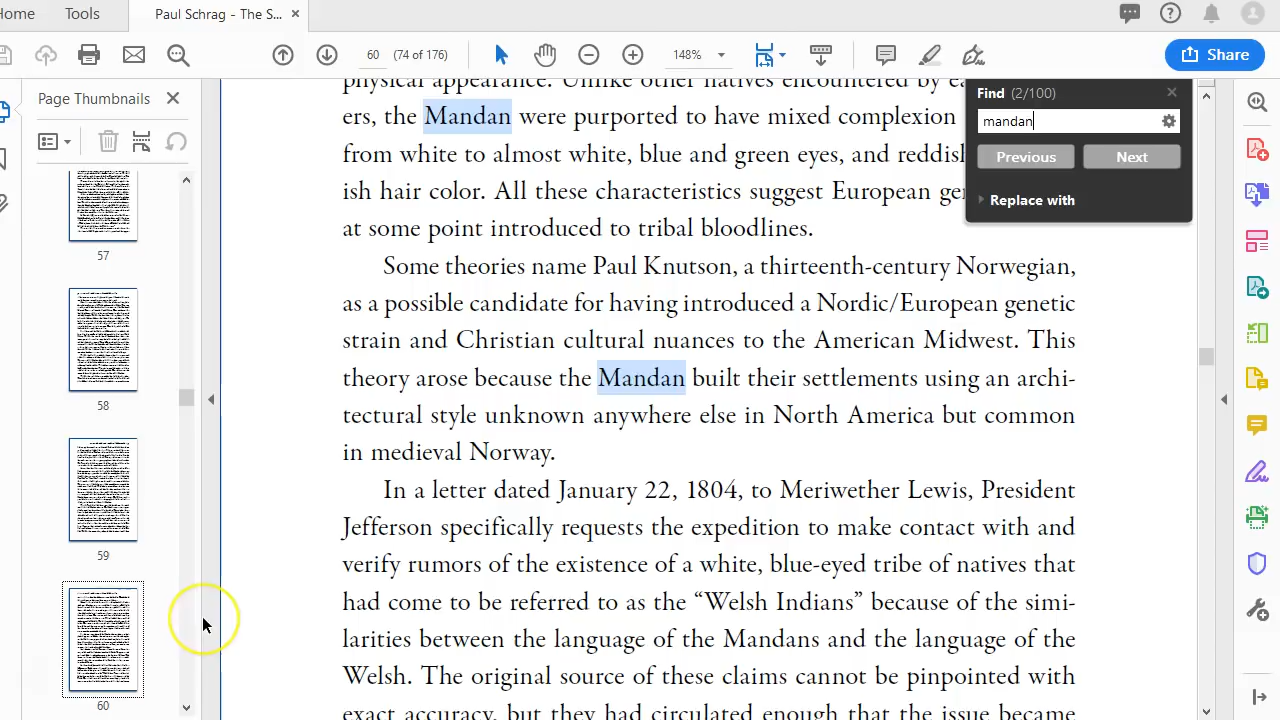 Home
Tools
Paul Schrag - The S...
60
(74 of 176)
148%
Share
Page Thumbnails
57
58
59
60
Find (2/100)
mandan
Previous
Next
Replace with
physical appearance. Unlike other natives encountered by ea
ers, the Mandan were purported to have mixed complexion
from white to almost white, blue and green eyes, and reddish
ish hair color. All these characteristics suggest European gen
at some point introduced to tribal bloodlines.
Some theories name Paul Knutson, a thirteenth-century Norwegian,
as a possible candidate for having introduced a Nordic/European genetic
strain and Christian cultural nuances to the American Midwest. This
theory arose because the Mandan built their settlements using an archi-
tectural style unknown anywhere else in North America but common
in medieval Norway.
In a letter dated January 22, 1804, to Meriwether Lewis, President
Jefferson specifically requests the expedition to make contact with and
verify rumors of the existence of a white, blue-eyed tribe of natives that
had come to be referred to as the “Welsh Indians” because of the simi-
larities between the language of the Mandans and the language of the
Welsh. The original source of these claims cannot be pinpointed with
exact accuracy, but they had circulated enough that the issue became